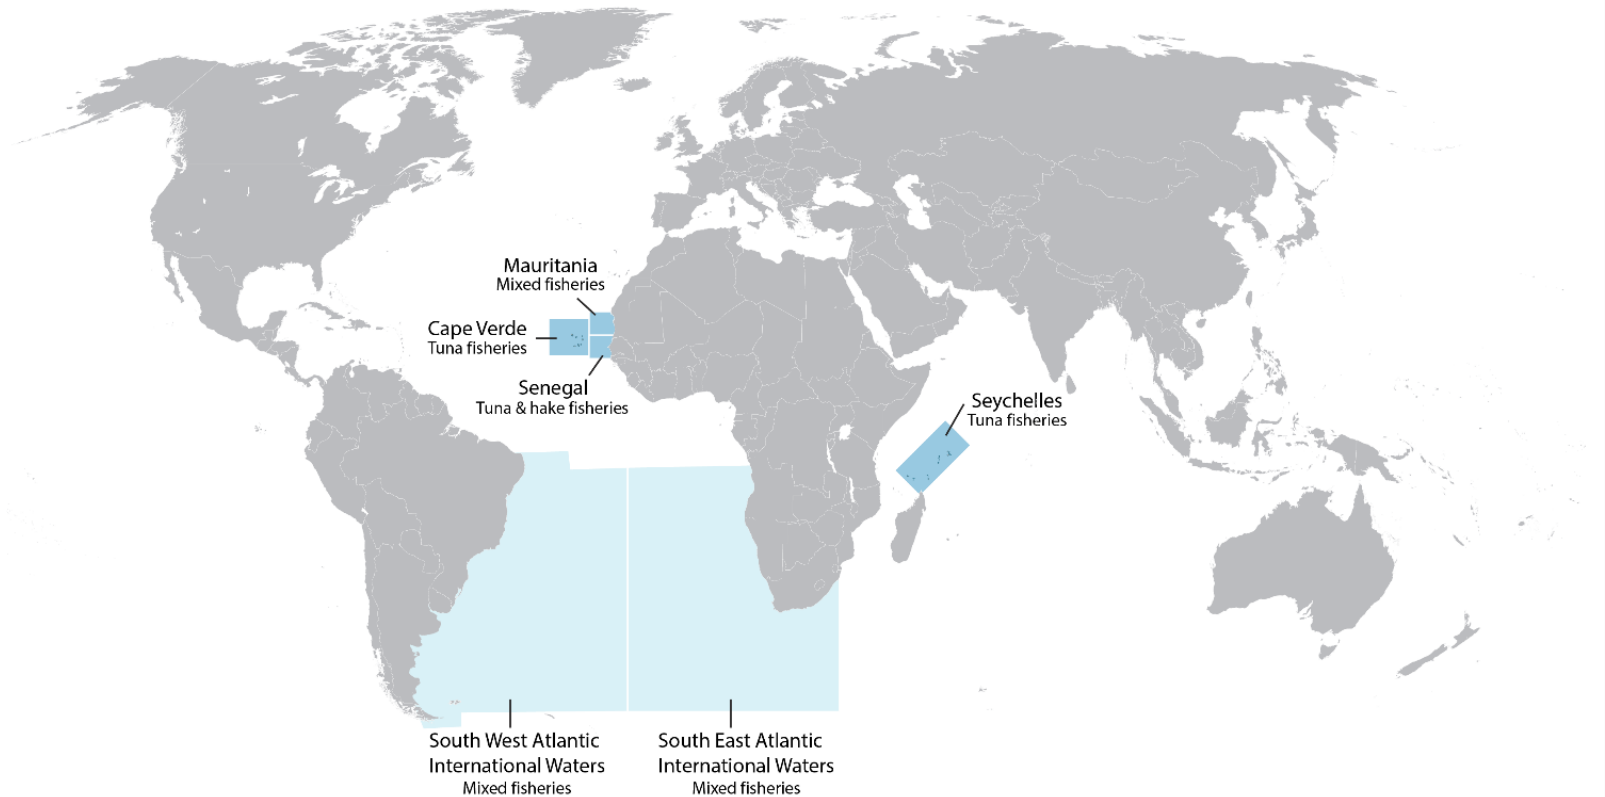 Mauritania
Mixed fisheries
Cape Verde
Tuna fisheries
Senegal
Tuna & hake fisheries
Seychelles
Tuna fisheries
South West Atlantic
International Waters
Mixed fisheries
South East Atlantic
International Waters
Mixed fisheries